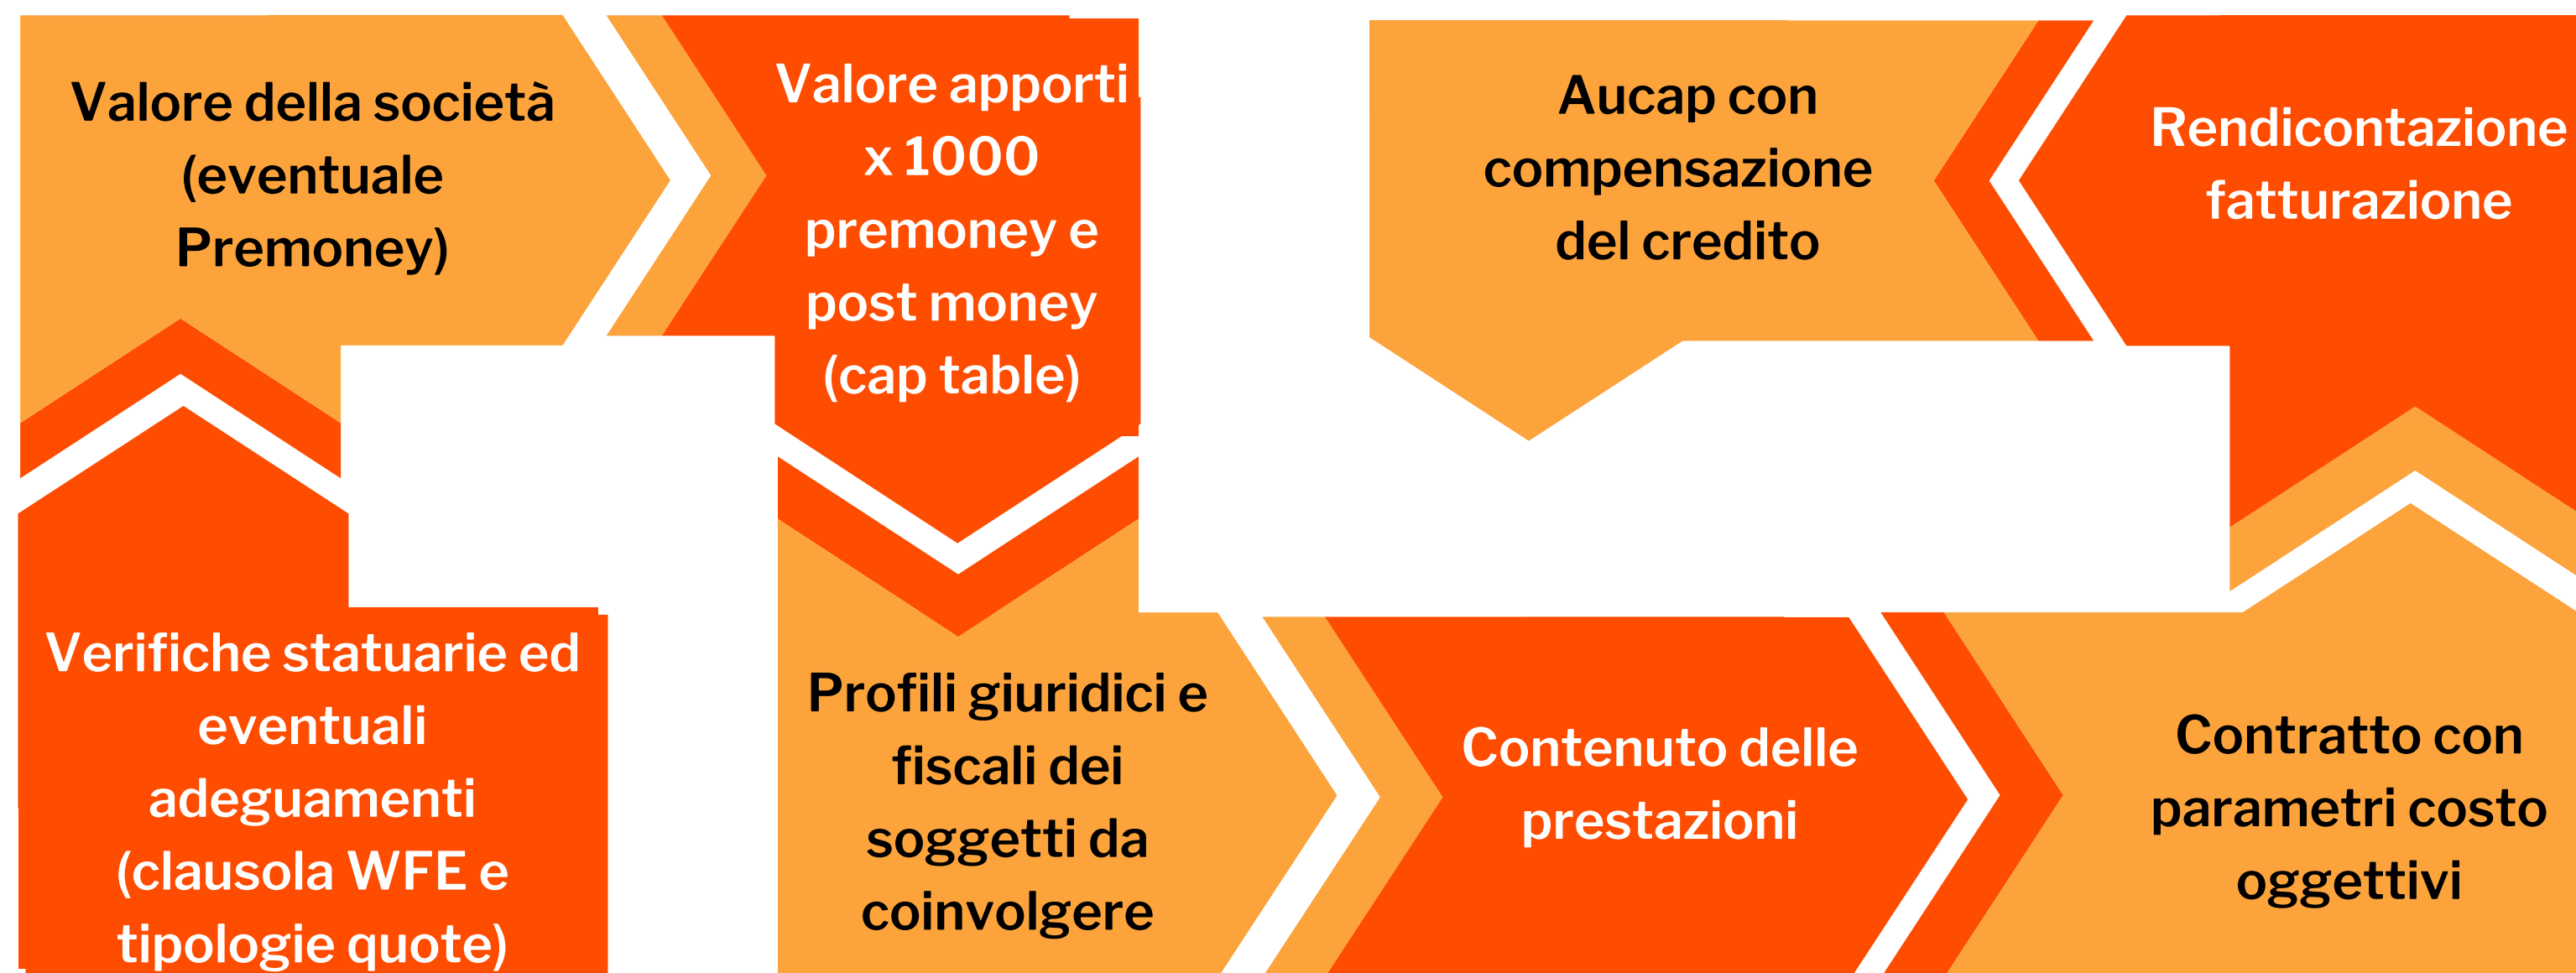 Valore della società
(eventuale
Premoney)
Valore apporti
x 1000
premoney e
post money
(cap table)
Aucap con
compensazione
del credito
Rendicontazione
fatturazione
Verifiche statuarie ed
eventuali
adeguamenti
(clausola WFE e
tipologie quote)
Profili giuridici e
fiscali dei
soggetti da
coinvolgere
Contenuto delle
prestazioni
Contratto con
parametri costo
oggettivi